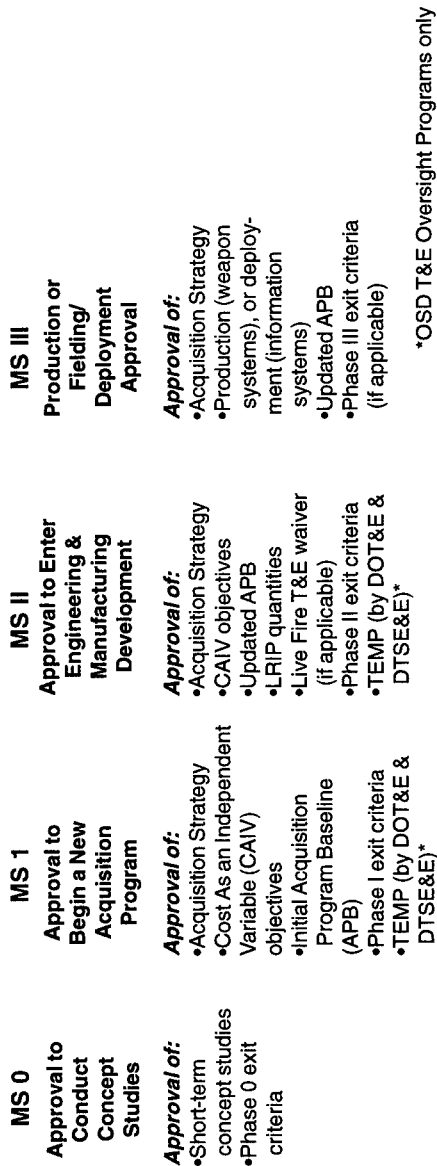 MS 0
Approval to
Conduct
Concept
Studies
Approval of:
•Short-term
concept studies
•Phase 0 exit
criteria
MS 1
Approval to
Begin a New
Acquisition
Program
Approval of:
•Acquisition Strategy
•Cost As an Independent
Variable (CAIV)
objectives
•Initial Acquisition
Program Baseline
(APB)
•Phase I exit criteria
•TEMP (by DOT&E &
DTSE&E)*
MS II
Approval to Enter
Engineering &
Manufacturing
Development
Approval of:
•Acquisition Strategy
•CAIV objectives
•Updated APB
•LRIP quantities
•Live Fire T&E waiver
(if applicable)
•Phase II exit criteria
•TEMP (by DOT&E &
DTSE&E)*
MS III
Production or
Fielding/
Deployment
Approval
Approval of:
•Acquisition Strategy
•Production (weapon
systems), or deploy-
ment (information
systems)
•Updated APB
•Phase III exit criteria
(if applicable)
*OSD T&E Oversight Programs only